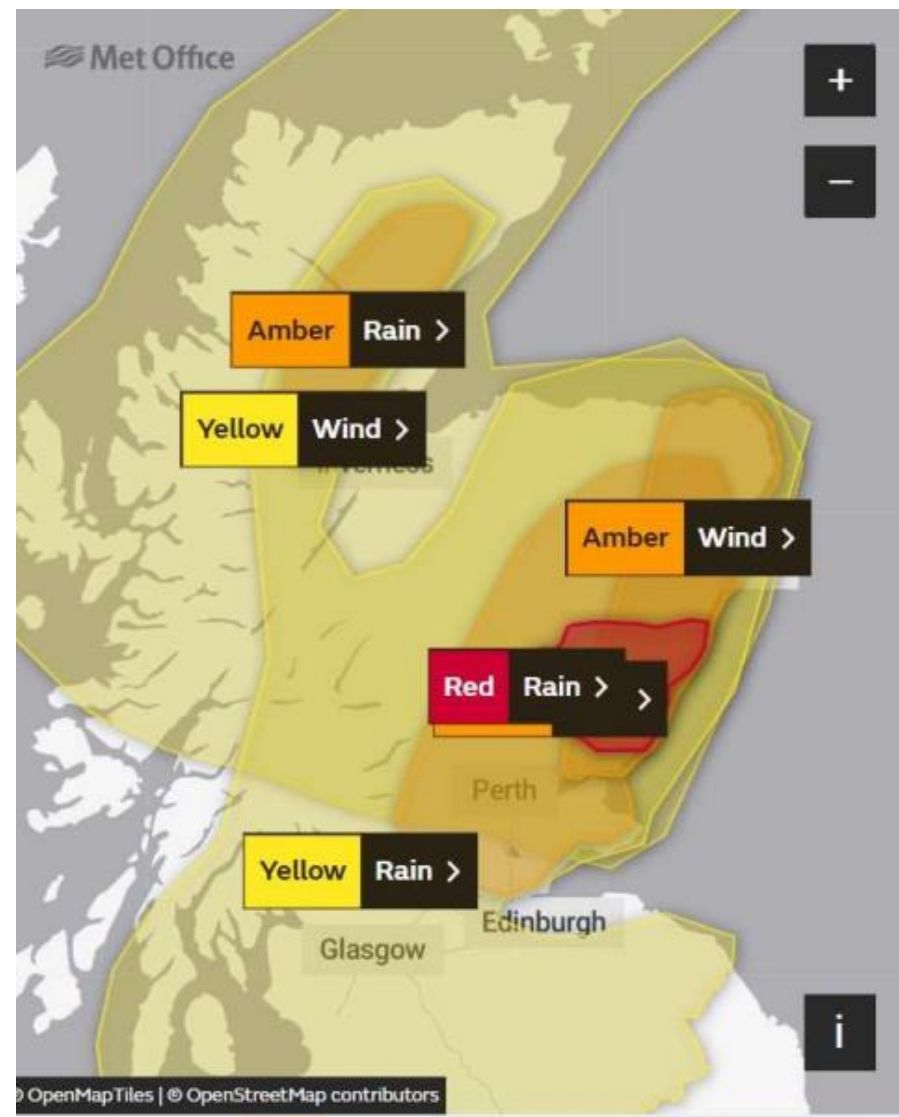 Met Office
+
−
Amber Rain >
Yellow Wind >
Amber Wind >
Red Rain >
>
Perth
Yellow Rain >
Edinburgh
Glasgow
i
OpenMapTiles | © OpenStreetMap contributors